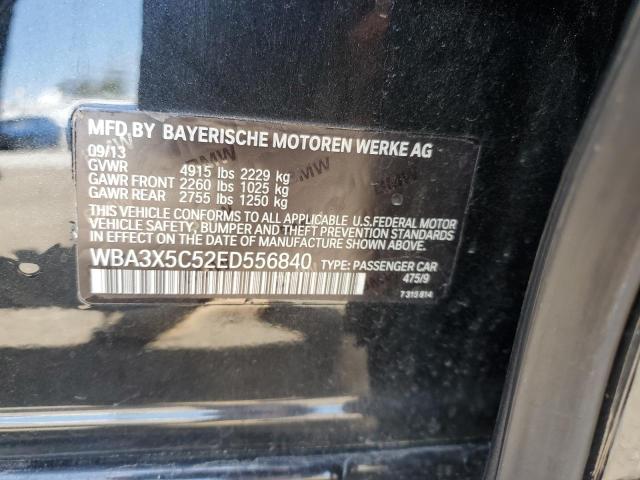 MFD.BY BAYERISCHE MOTOREN WERKE AG
09/13
GVWR 4915 lbs 2229 kg
GAWR FRONT 2260 lbs 1025 kg
GAWR REAR 2755 lbs 1250 kg
THIS VEHICLE CONFORMS TO ALL APPLICABLE U.S.FEDERAL MOTOR
VEHICLE SAFETY, BUMPER AND THEFT PREVENTION STANDARDS
IN EFFECT ON THE DATE OF MANUFACTURE SHOWN ABOVE.
WBA3X5C52ED556840 TYPE: PASSENGER CAR
475/9
7 315 814